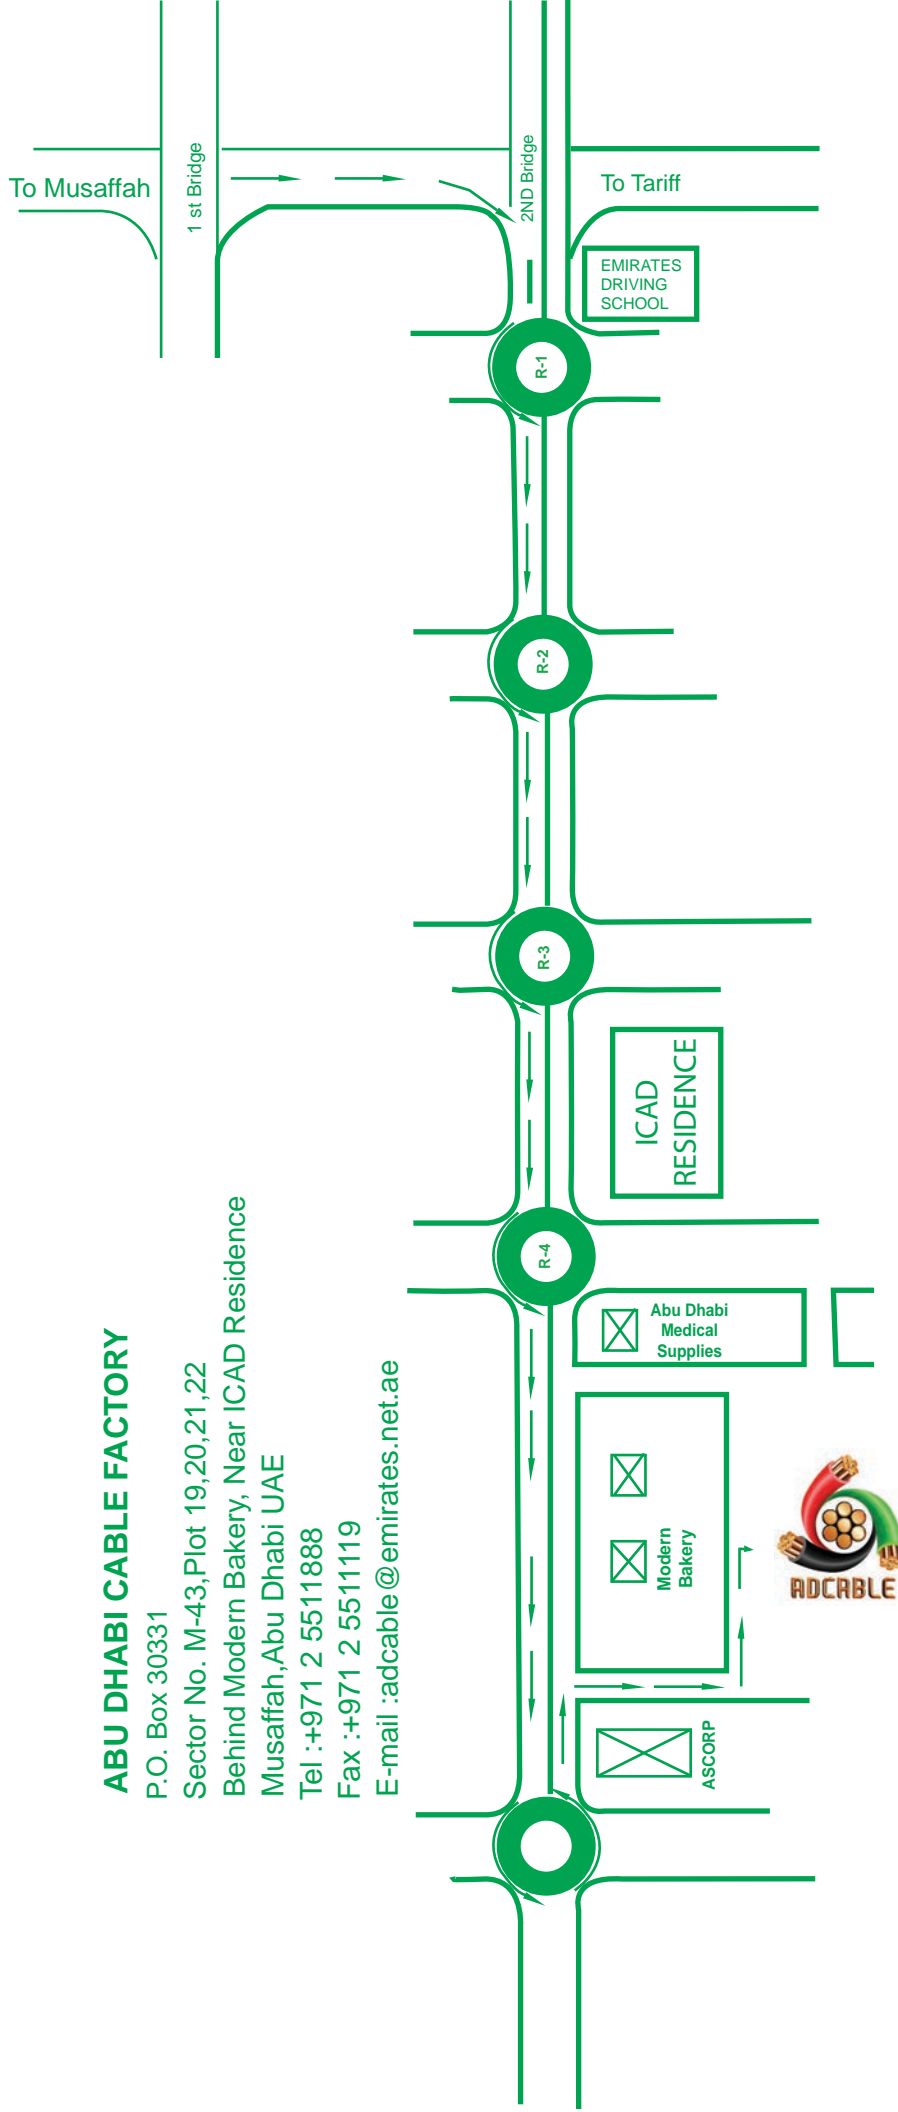 To Musaffah
1 st Bridge
2ND Bridge
To Tariff
EMIRATES
DRIVING
SCHOOL
R-1
R-2
R-3
ICAD
RESIDENCE
R-4
Abu Dhabi
Medical
Supplies
Modern
Bakery
ADCABLE
ASCORP
ABU DHABI CABLE FACTORY
P.O. Box 30331
Sector No. M-43,Plot 19,20,21,22
Behind Modern Bakery, Near ICAD Residence
Musaffah,Abu Dhabi UAE
Tel :+971 2 5511888
Fax :+971 2 5511119
E-mail :adcable@emirates.net.ae